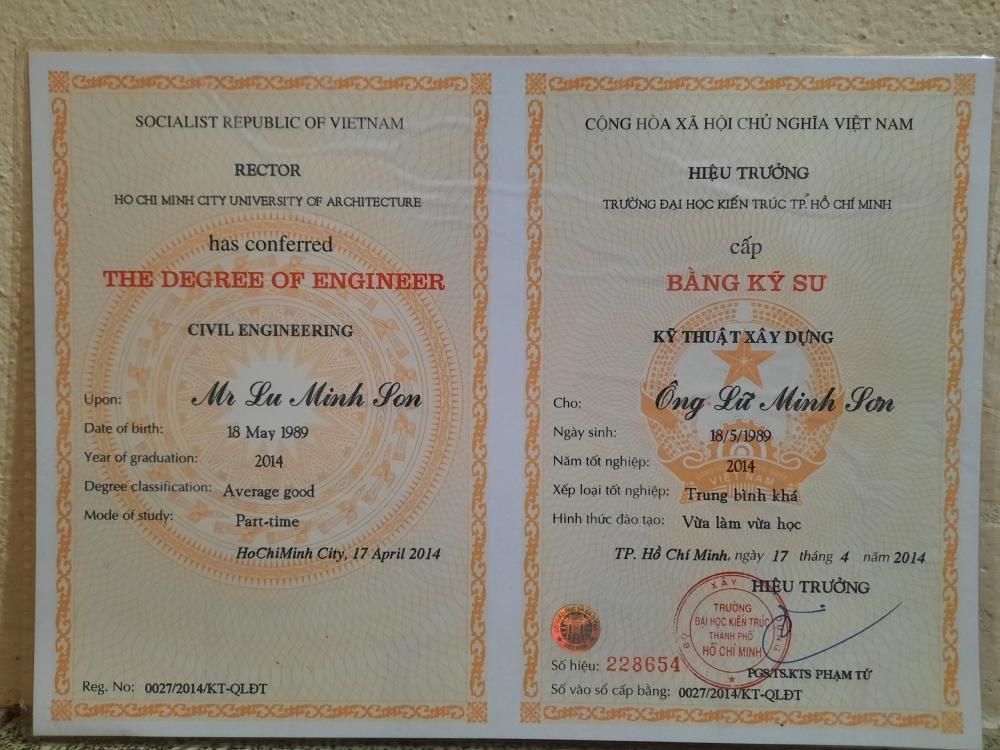 SOCIALIST REPUBLIC OF VIETNAM
RECTOR
HO CHI MINH CITY UNIVERSITY OF ARCHITECTURE
has conferred
THE DEGREE OF ENGINEER
CIVIL ENGINEERING
Upon: Mr Lu Minh Son
Date of birth: 18 May 1989
Year of graduation: 2014
Degree classification: Average good
Mode of study: Part-time
HoChiMinh City, 17 April 2014
Reg. No: 0027/2014/KT-QLĐT
CỘNG HÒA XÃ HỘI CHỦ NGHĨA VIỆT NAM
HIỆU TRƯỞNG
TRƯỜNG ĐẠI HỌC KIẾN TRÚC TP. HỒ CHÍ MINH
cấp
BẰNG KỸ SƯ
KỸ THUẬT XÂY DỰNG
Cho: Ông Lữ Minh Sơn
Ngày sinh: 18/5/1989
Năm tốt nghiệp: 2014
VIỆT NAM
Xếp loại tốt nghiệp: Trung bình khá
Hình thức đào tạo: Vừa làm vừa học
TP. Hồ Chí Minh, ngày 17 tháng 4 năm 2014
HIỆU TRƯỞNG
BỘ XÂY DỰNG
TRƯỜNG
ĐẠI HỌC KIẾN TRÚC
THÀNH PHỐ
HỒ CHÍ MINH
Số hiệu: 228654
PGS.TS.KTS PHẠM TỨ
Số vào sổ cấp bằng: 0027/2014/KT-QLĐT